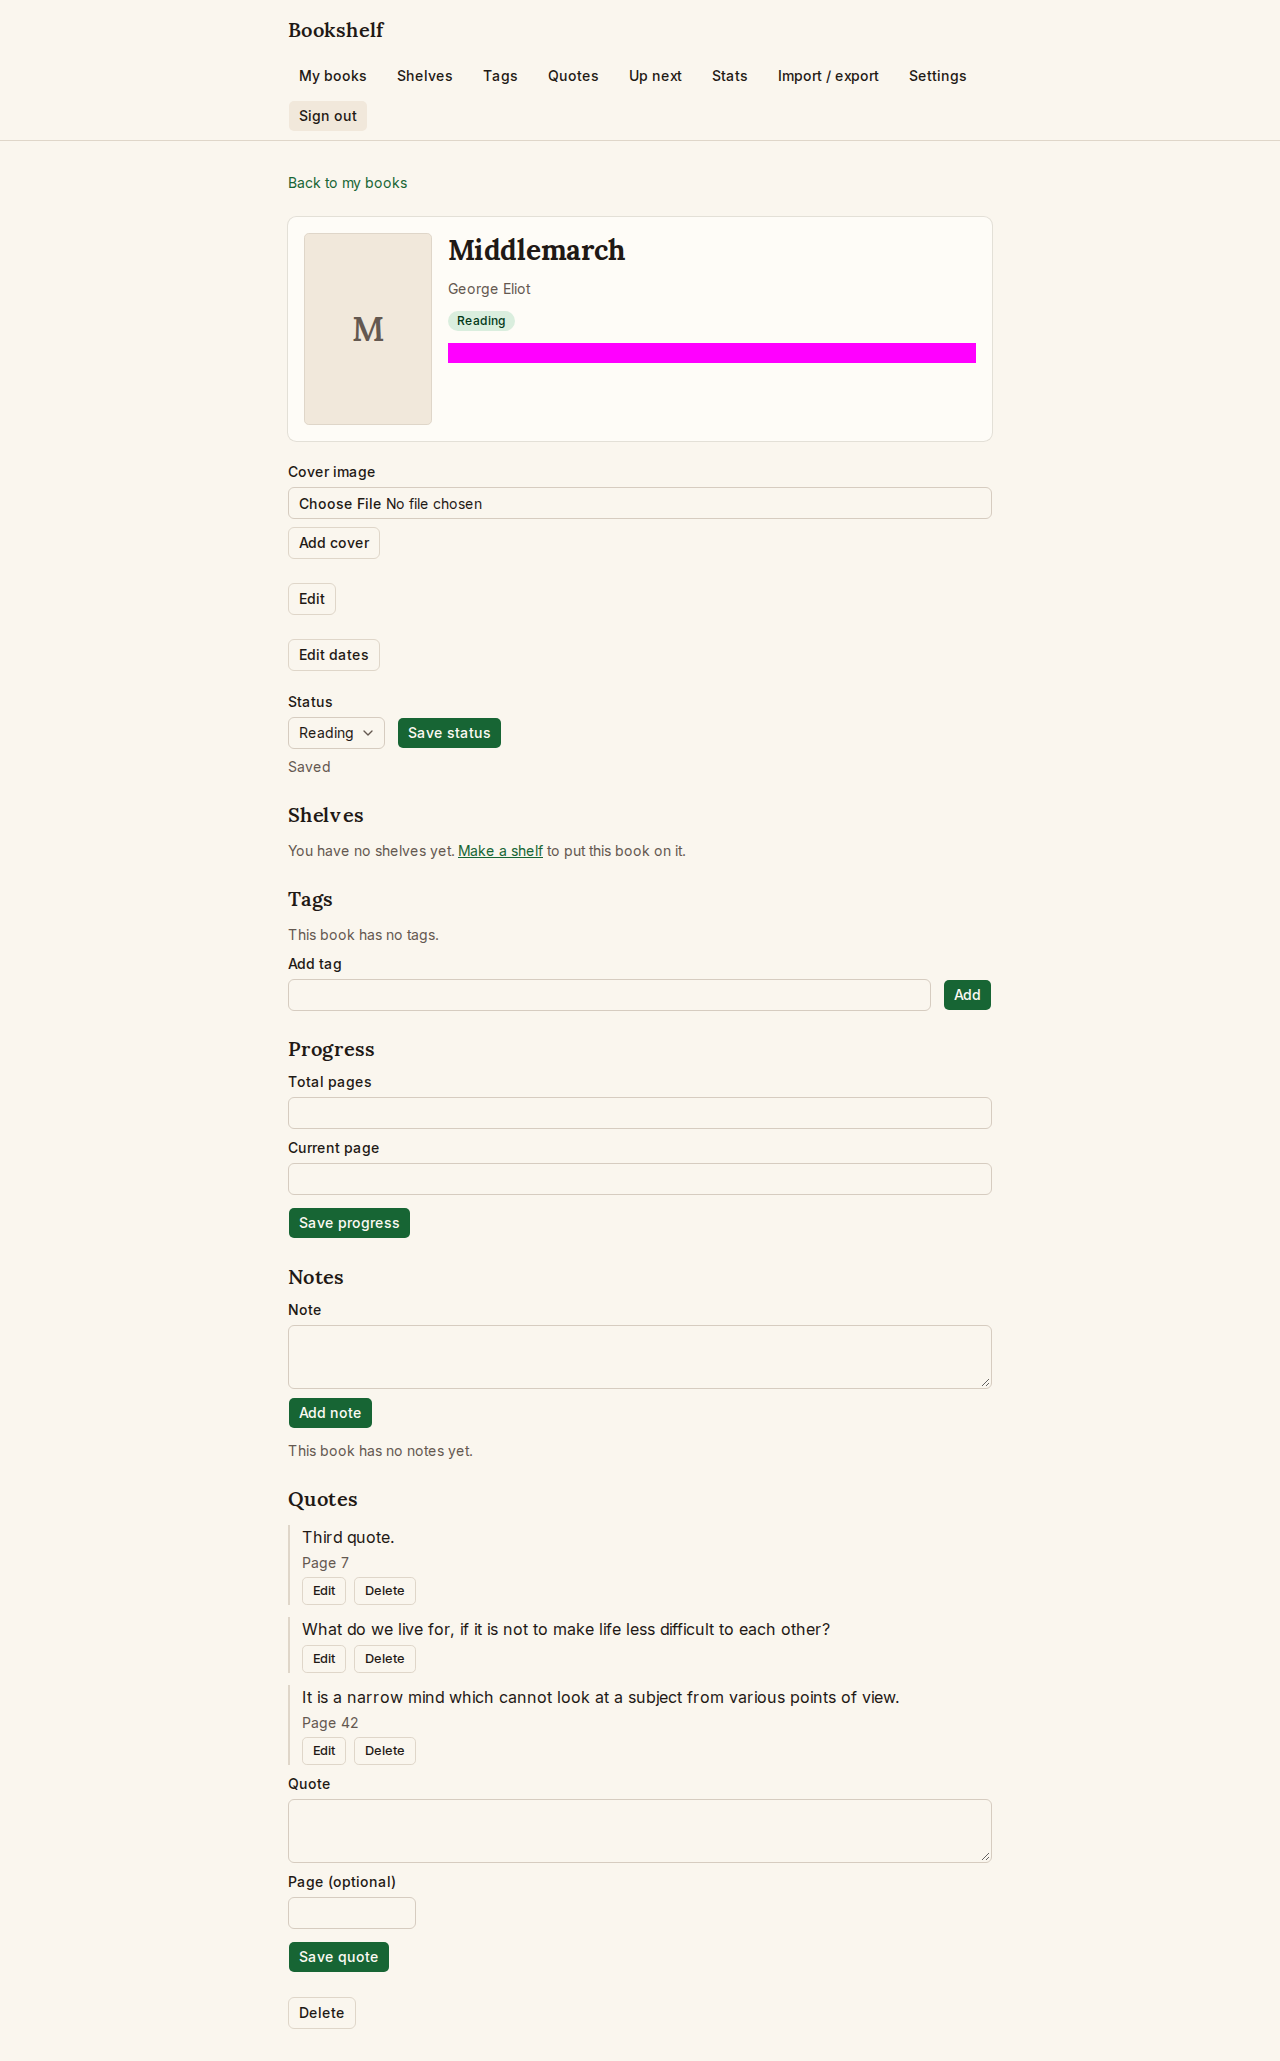 Bookshelf
My books Shelves Tags Quotes Up next Stats Import / export Settings
Sign out
Back to my books
M
Middlemarch
George Eliot
Reading
Cover image
Choose File No file chosen
Add cover
Edit
Edit dates
Status
Reading Save status
Saved
Shelves
You have no shelves yet. Make a shelf to put this book on it.
Tags
This book has no tags.
Add tag
Add
Progress
Total pages
Current page
Save progress
Notes
Note
Add note
This book has no notes yet.
Quotes
Third quote.
Page 7
Edit Delete
What do we live for, if it is not to make life less difficult to each other?
Edit Delete
It is a narrow mind which cannot look at a subject from various points of view.
Page 42
Edit Delete
Quote
Page (optional)
Save quote
Delete